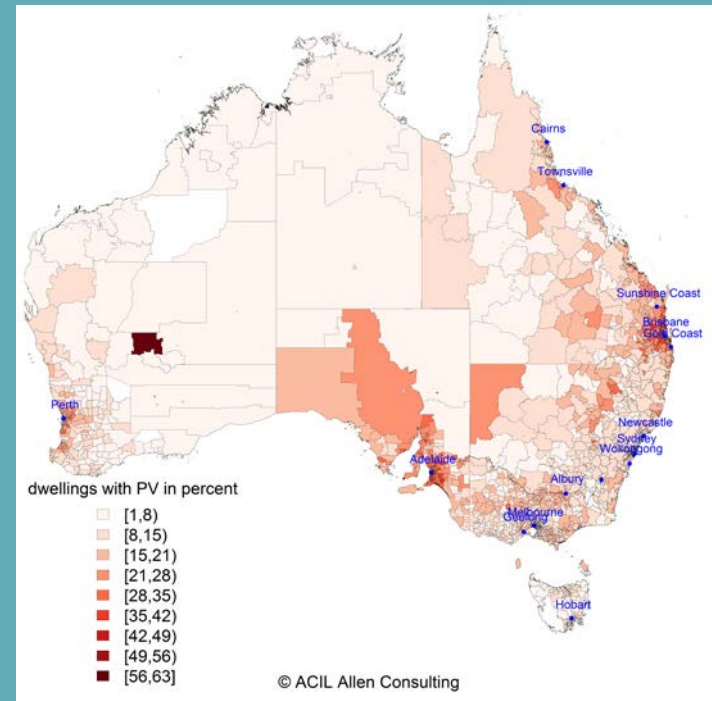 Cairns
Townsville
Sunshine Coast
Brisbane
Gold Coast
Perth
Newcastle
Sydney
Wollongong
Adelaide
Albury
Melbourne
Geelong
Hobart
dwellings with PV in percent
[1,8)
[8,15)
[15,21)
[21,28)
[28,35)
[35,42)
[42,49)
[49,56)
[56,63]
© ACIL Allen Consulting